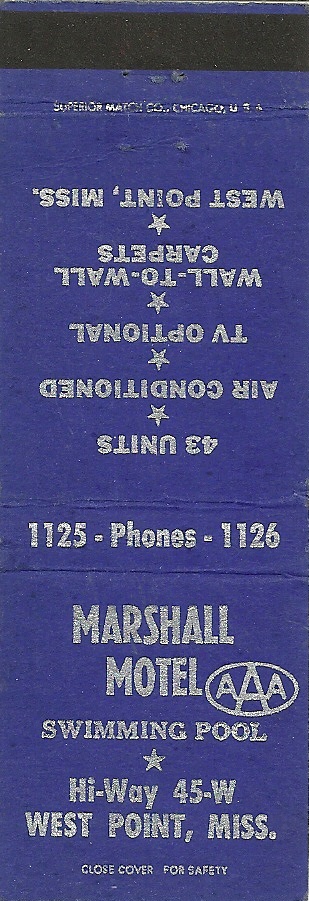 SUPERIOR MATCH CO., CHICAGO, U S A
43 UNITS
AIR CONDITIONED
TV OPTIONAL
WALL-TO-WALL
CARPETS
WEST POINT, MISS.
1125 - Phones - 1126
MARSHALL
MOTEL AAA
SWIMMING POOL
Hi-Way 45-W
WEST POINT, MISS.
CLOSE COVER FOR SAFETY